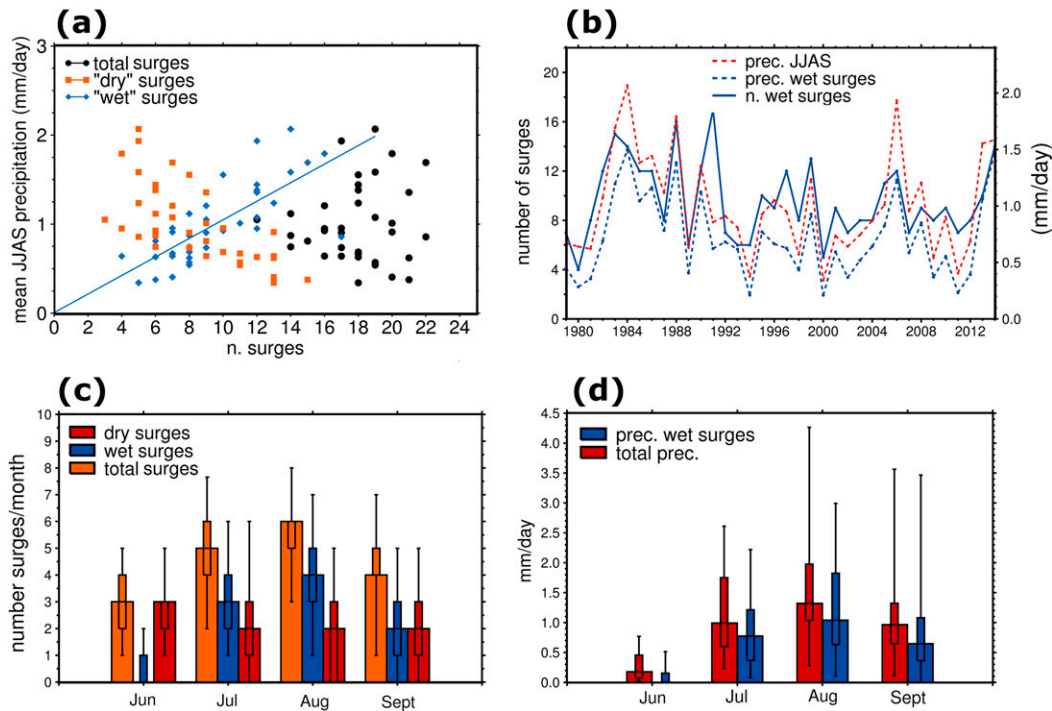 (a)
mean JJAS precipitation (mm/day)
3
2
1
0
total surges
"dry" surges
"wet" surges
0 2 4 6 8 10 12 14 16 18 20 22 24
n. surges
(b)
number of surges
20
16
12
8
4
0
prec. JJAS
prec. wet surges
n. wet surges
2.0
1.5
1.0
0.5
0.0
(mm/day)
1980 1984 1988 1992 1996 2000 2004 2008 2012
(c)
number surges/month
10
9
8
7
6
5
4
3
2
1
0
dry surges
wet surges
total surges
Jun Jul Aug Sept
(d)
mm/day
4.5
4.0
3.5
3.0
2.5
2.0
1.5
1.0
0.5
0.0
prec. wet surges
total prec.
Jun Jul Aug Sept